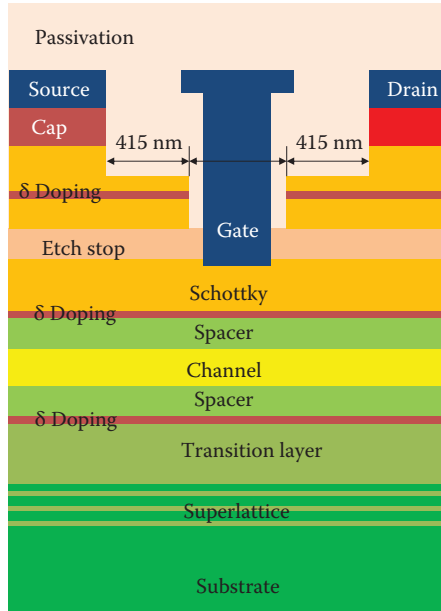 Passivation
Source
Drain
Cap
415 nm
415 nm
δ Doping
Gate
Etch stop
Schottky
δ Doping
Spacer
Channel
Spacer
δ Doping
Transition layer
Superlattice
Substrate